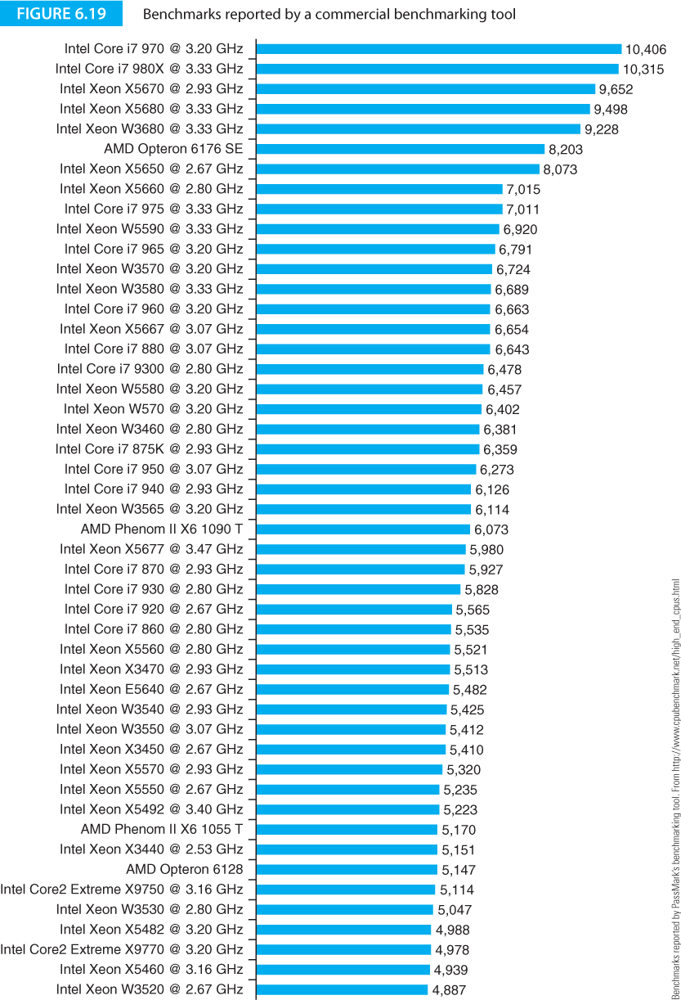 FIGURE 6.19 Benchmarks reported by a commercial benchmarking tool
Intel Core i7 970 @ 3.20 GHz 10,406
Intel Core i7 980X @ 3.33 GHz 10,315
Intel Xeon X5670 @ 2.93 GHz 9,652
Intel Xeon X5680 @ 3.33 GHz 9,498
Intel Xeon W3680 @ 3.33 GHz 9,228
AMD Opteron 6176 SE 8,203
Intel Xeon X5650 @ 2.67 GHz 8,073
Intel Xeon X5660 @ 2.80 GHz 7,015
Intel Core i7 975 @ 3.33 GHz 7,011
Intel Xeon W5590 @ 3.33 GHz 6,920
Intel Core i7 965 @ 3.20 GHz 6,791
Intel Xeon W3570 @ 3.20 GHz 6,724
Intel Xeon W3580 @ 3.33 GHz 6,689
Intel Core i7 960 @ 3.20 GHz 6,663
Intel Xeon X5667 @ 3.07 GHz 6,654
Intel Core i7 880 @ 3.07 GHz 6,643
Intel Core i7 9300 @ 2.80 GHz 6,478
Intel Xeon W5580 @ 3.20 GHz 6,457
Intel Xeon W570 @ 3.20 GHz 6,402
Intel Xeon W3460 @ 2.80 GHz 6,381
Intel Core i7 875K @ 2.93 GHz 6,359
Intel Core i7 950 @ 3.07 GHz 6,273
Intel Core i7 940 @ 2.93 GHz 6,126
Intel Xeon W3565 @ 3.20 GHz 6,114
AMD Phenom II X6 1090 T 6,073
Intel Xeon X5677 @ 3.47 GHz 5,980
Intel Core i7 870 @ 2.93 GHz 5,927
Intel Core i7 930 @ 2.80 GHz 5,828
Intel Core i7 920 @ 2.67 GHz 5,565
Intel Core i7 860 @ 2.80 GHz 5,535
Intel Xeon X5560 @ 2.80 GHz 5,521
Intel Xeon X3470 @ 2.93 GHz 5,513
Intel Xeon E5640 @ 2.67 GHz 5,482
Intel Xeon W3540 @ 2.93 GHz 5,425
Intel Xeon W3550 @ 3.07 GHz 5,412
Intel Xeon X3450 @ 2.67 GHz 5,410
Intel Xeon X5570 @ 2.93 GHz 5,320
Intel Xeon X5550 @ 2.67 GHz 5,235
Intel Xeon X5492 @ 3.40 GHz 5,223
AMD Phenom II X6 1055 T 5,170
Intel Xeon X3440 @ 2.53 GHz 5,151
AMD Opteron 6128 5,147
Intel Core2 Extreme X9750 @ 3.16 GHz 5,114
Intel Xeon W3530 @ 2.80 GHz 5,047
Intel Xeon X5482 @ 3.20 GHz 4,988
Intel Core2 Extreme X9770 @ 3.20 GHz 4,978
Intel Xeon X5460 @ 3.16 GHz 4,939
Intel Xeon W3520 @ 2.67 GHz 4,887
Benchmarks reported by PassMark's benchmarking tool. From http://www.cpubenchmark.net/high_end_cpus.html